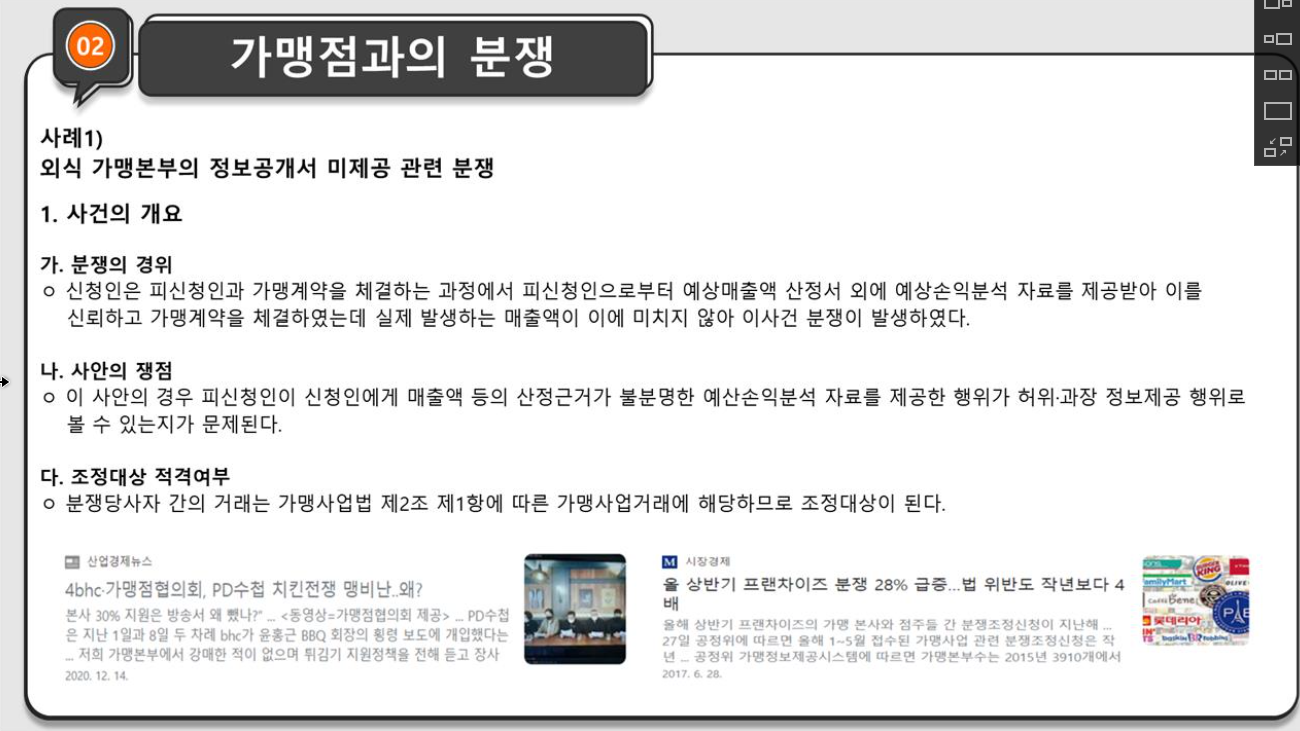 02
가맹점과의 분쟁
사례1)
외식 가맹본부의 정보공개서 미제공 관련 분쟁
1. 사건의 개요
가. 분쟁의 경위
ㅇ 신청인은 피신청인과 가맹계약을 체결하는 과정에서 피신청인으로부터 예상매출액 산정서 외에 예상손익분석 자료를 제공받아 이를
신뢰하고 가맹계약을 체결하였는데 실제 발생하는 매출액이 이에 미치지 않아 이사건 분쟁이 발생하였다.
나. 사안의 쟁점
ㅇ 이 사안의 경우 피신청인이 신청인에게 매출액 등의 산정근거가 불분명한 예산손익분석 자료를 제공한 행위가 허위·과장 정보제공 행위로
볼 수 있는지가 문제된다.
다. 조정대상 적격여부
ㅇ 분쟁당사자 간의 거래는 가맹사업법 제2조 제1항에 따른 가맹사업거래에 해당하므로 조정대상이 된다.
산업경제뉴스
4bhc·가맹점협의회, PD수첩 치킨전쟁 맹비난..왜?
본사 30% 지원은 방송서 왜 뺐나?" ... <동영상=가맹점협의회 제공> ... PD수첩
은 지난 1일과 8일 두 차례 bhc가 윤홍근 BBQ 회장의 횡령 보도에 개입했다는
... 저희 가맹본부에서 강매한 적이 없으며 튀김기 지원정책을 전해 듣고 장사
2020. 12. 14.
M 시장경제
올 상반기 프랜차이즈 분쟁 28% 급증...법 위반도 작년보다 4
배
올해 상반기 프랜차이즈의 가맹 본사와 점주들 간 분쟁조정신청이 지난해 ...
27일 공정위에 따르면 올해 1~5월 접수된 가맹사업 관련 분쟁조정신청은 작
년 ... 공정위 가맹정보제공시스템에 따르면 가맹본부수는 2015년 3910개에서
2017. 6. 28.
BURGER KING
FamilyMart
OLIVE
Caffé Bene
롯데리아
PB
baskin BR robbins